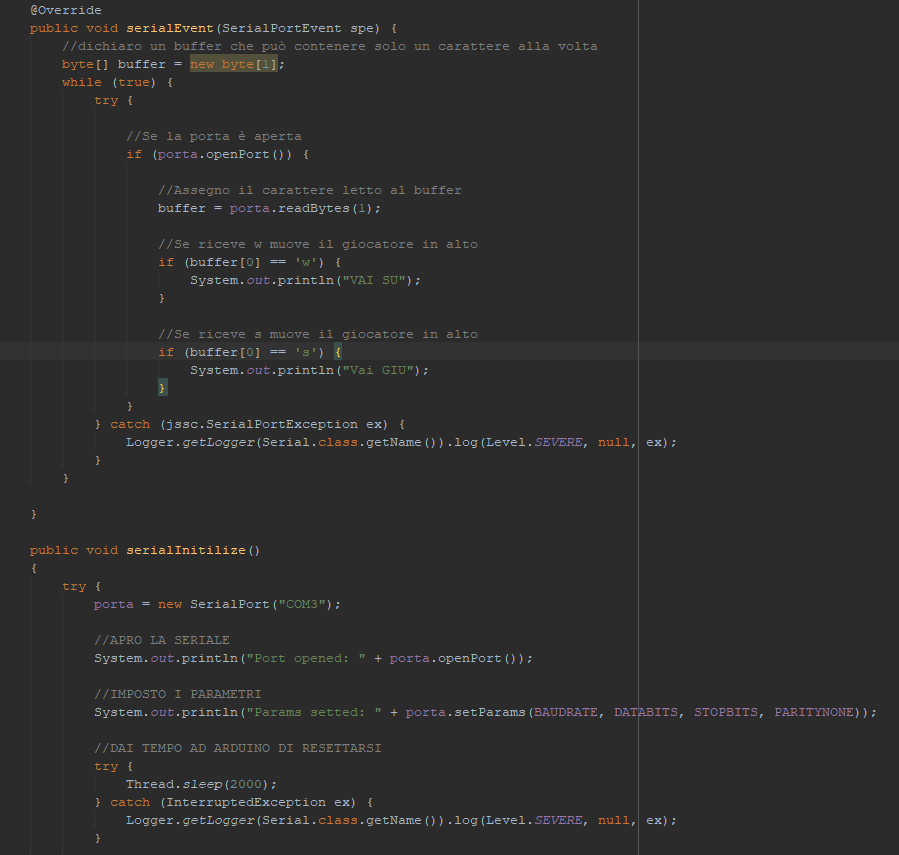 @Override
public void serialEvent(SerialPortEvent spe) {
//dichiaro un buffer che può contenere solo un carattere alla volta
byte[] buffer = new byte[1];
while (true) {
try {
//Se la porta è aperta
if (porta.openPort()) {
//Assegno il carattere letto al buffer
buffer = porta.readBytes(1);
//Se riceve w muove il giocatore in alto
if (buffer[0] == 'w') {
System.out.println("VAI SU");
}
//Se riceve s muove il giocatore in alto
if (buffer[0] == 's') {
System.out.println("Vai GIU");
}
}
} catch (jssc.SerialPortException ex) {
Logger.getLogger(Serial.class.getName()).log(Level.SEVERE, null, ex);
}
}
}
public void serialInitilize()
{
try {
porta = new SerialPort("COM3");
//APRO LA SERIALE
System.out.println("Port opened: " + porta.openPort());
//IMPOSTO I PARAMETRI
System.out.println("Params setted: " + porta.setParams(BAUDRATE, DATABITS, STOPBITS, PARITYNONE));
//DAI TEMPO AD ARDUINO DI RESETTARSI
try {
Thread.sleep(2000);
} catch (InterruptedException ex) {
Logger.getLogger(Serial.class.getName()).log(Level.SEVERE, null, ex);
}